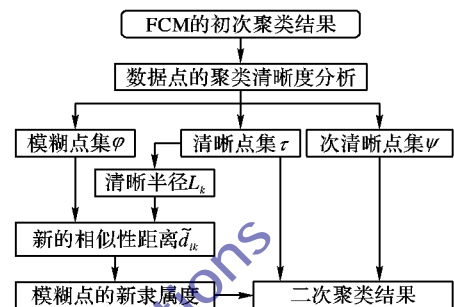 FCM的初次聚类结果
数据点的聚类清晰度分析
模糊点集φ
清晰点集τ
次清晰点集ψ
清晰半径Lₖ
新的相似性距离d̃ᵢₖ
模糊点的新隶属度
二次聚类结果